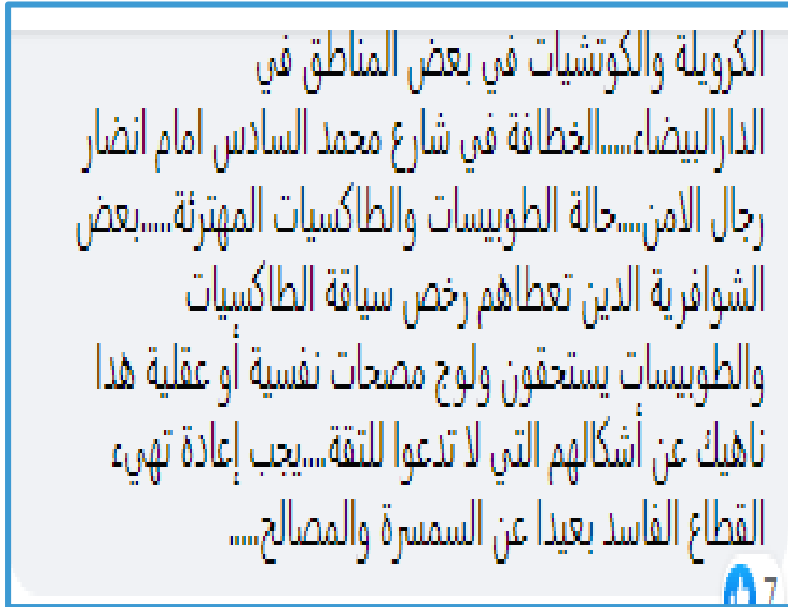 الكرويلة والكوتشيات في بعض المناطق في
الدارالبيضاء.....الخطافة في شارع محمد السادس امام انضار
رجال الامن....حالة الطوبيسات والطاكسيات المهترئة.....بعض
الشوافرية الدين تعطاهم رخص سياقة الطاكسيات
والطوبيسات يستحقون ولوج مصحات نفسية أو عقلية هدا
ناهيك عن أشكالهم التي لا تدعوا للتقة....يجب إعادة تهيء
القطاع الفاسد بعيدا عن السمسرة والمصالح.....
7